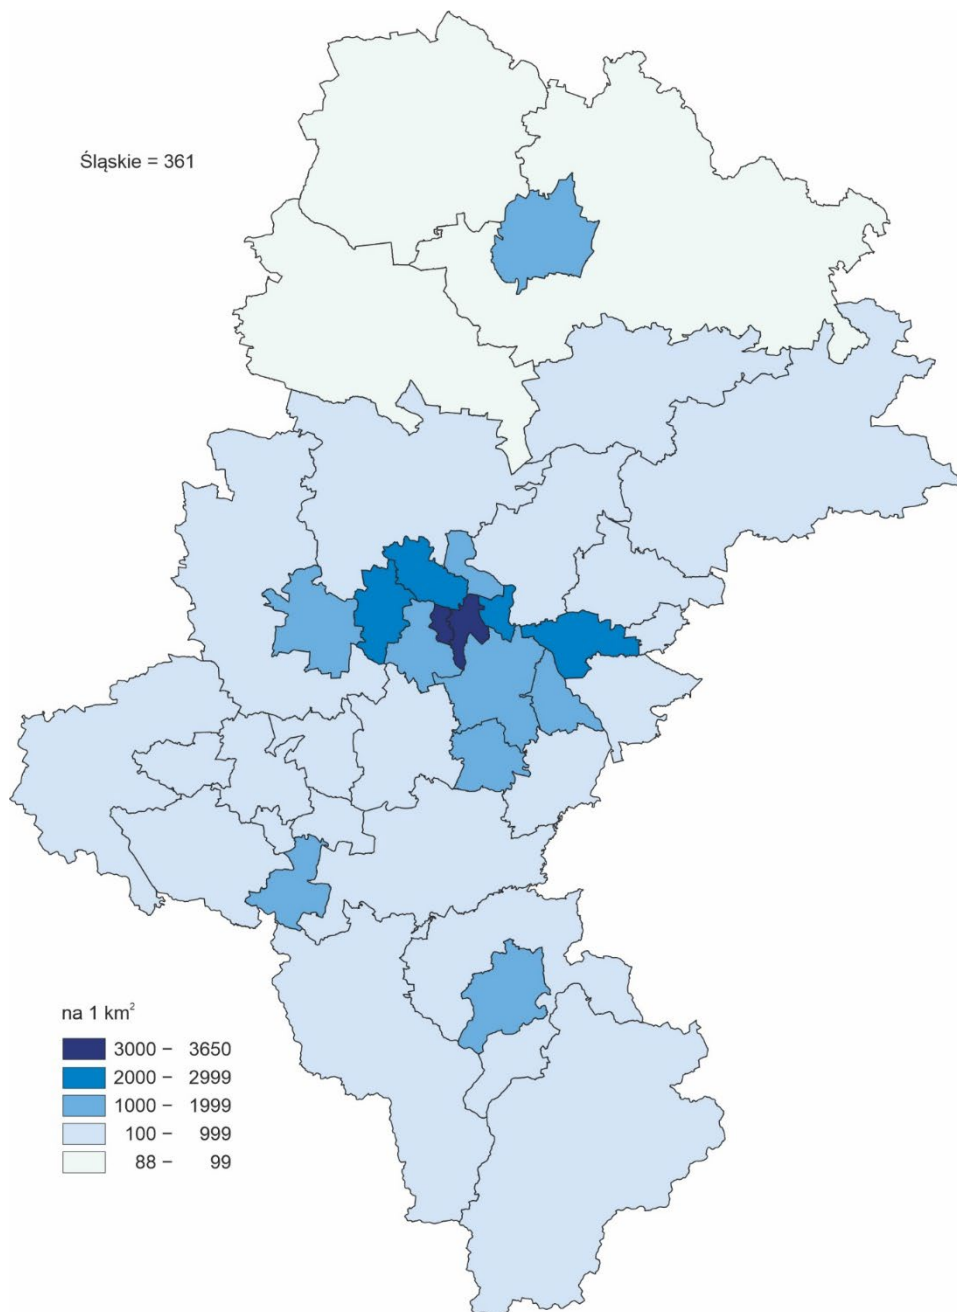 Śląskie = 361
na 1 km²
3000 – 3650
2000 – 2999
1000 – 1999
100 – 999
88 – 99